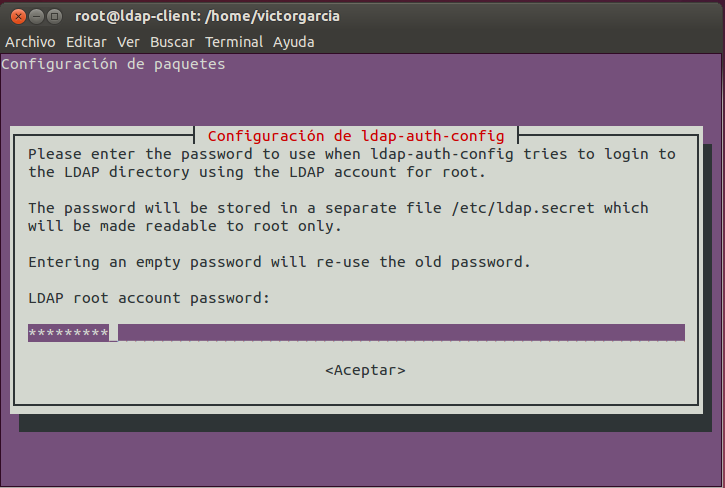 root@ldap-client: /home/victorgarcia
Archivo Editar Ver Buscar Terminal Ayuda
Configuración de paquetes
Configuración de ldap-auth-config
Please enter the password to use when ldap-auth-config tries to login to
the LDAP directory using the LDAP account for root.
The password will be stored in a separate file /etc/ldap.secret which
will be made readable to root only.
Entering an empty password will re-use the old password.
LDAP root account password:
*********
<Aceptar>